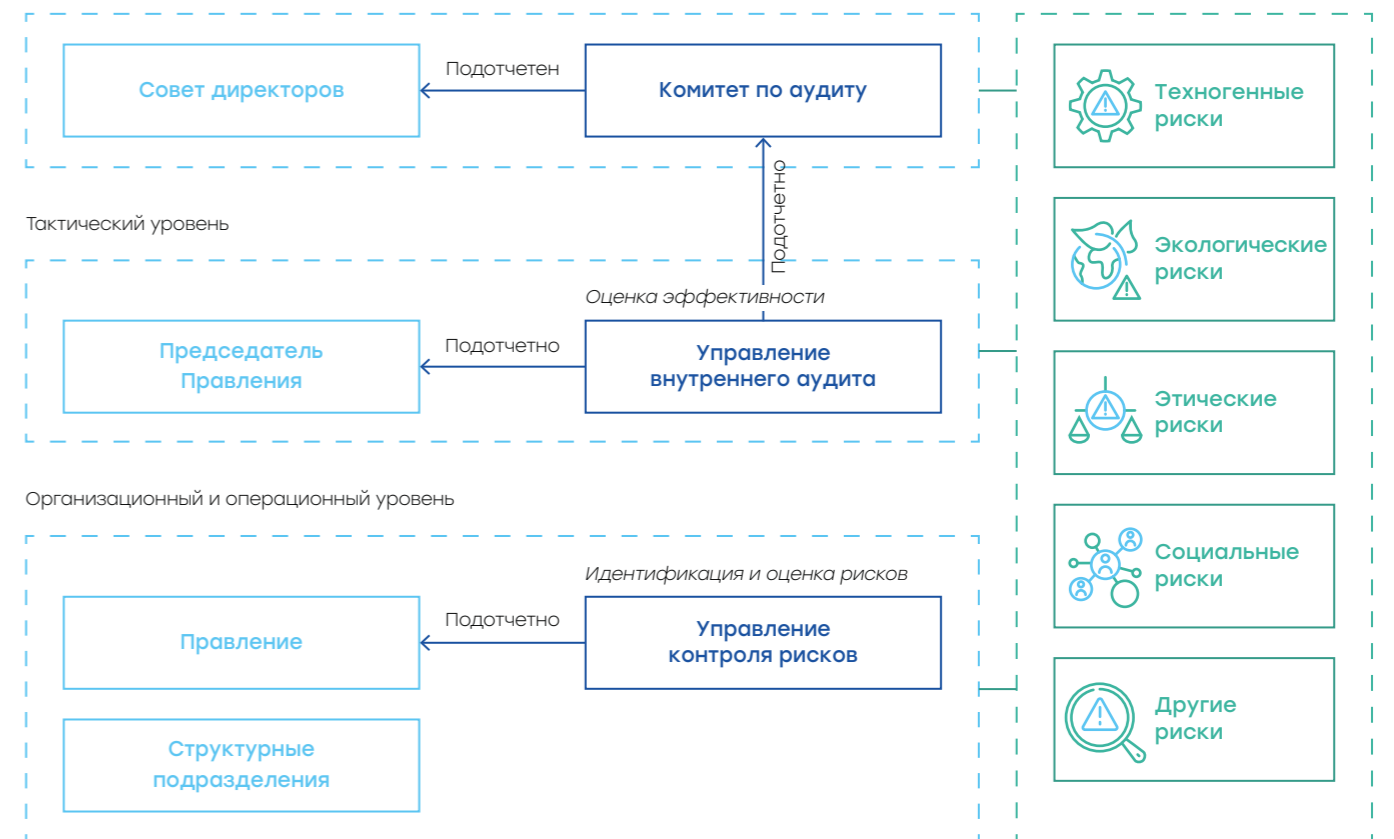 Совет директоров
Подотчетен
Комитет по аудиту
Подотчетно
Тактический уровень
Оценка эффективности
Председатель
Правления
Подотчетно
Управление
внутреннего аудита
Организационный и операционный уровень
Идентификация и оценка рисков
Правление
Подотчетно
Управление
контроля рисков
Структурные
подразделения
Техногенные
риски
Экологические
риски
Этические
риски
Социальные
риски
Другие
риски